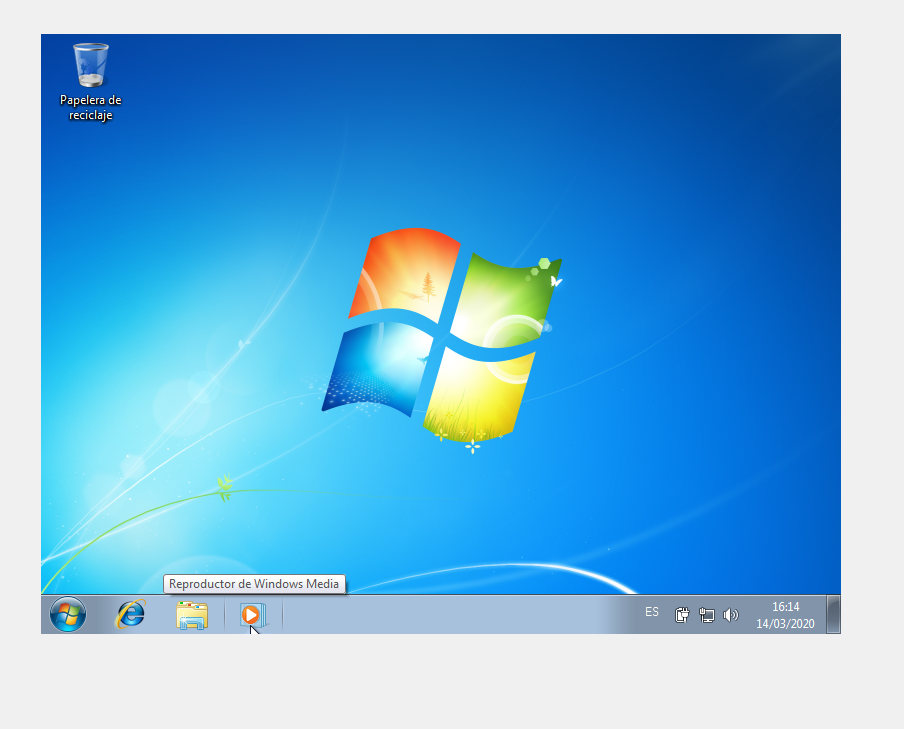 Papelera de
reciclaje
Reproductor de Windows Media
ES
16:14
14/03/2020